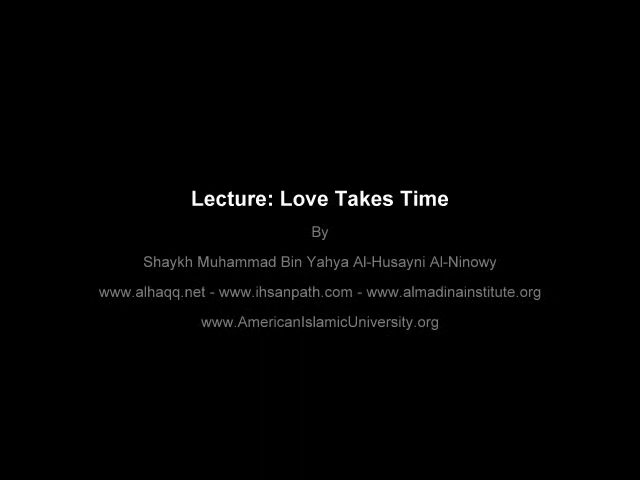 Lecture: Love Takes Time
By
Shaykh Muhammad Bin Yahya Al-Husayni Al-Ninowy
www.alhaqq.net - www.ihsanpath.com - www.almadinainstitute.org
www.AmericanIslamicUniversity.org